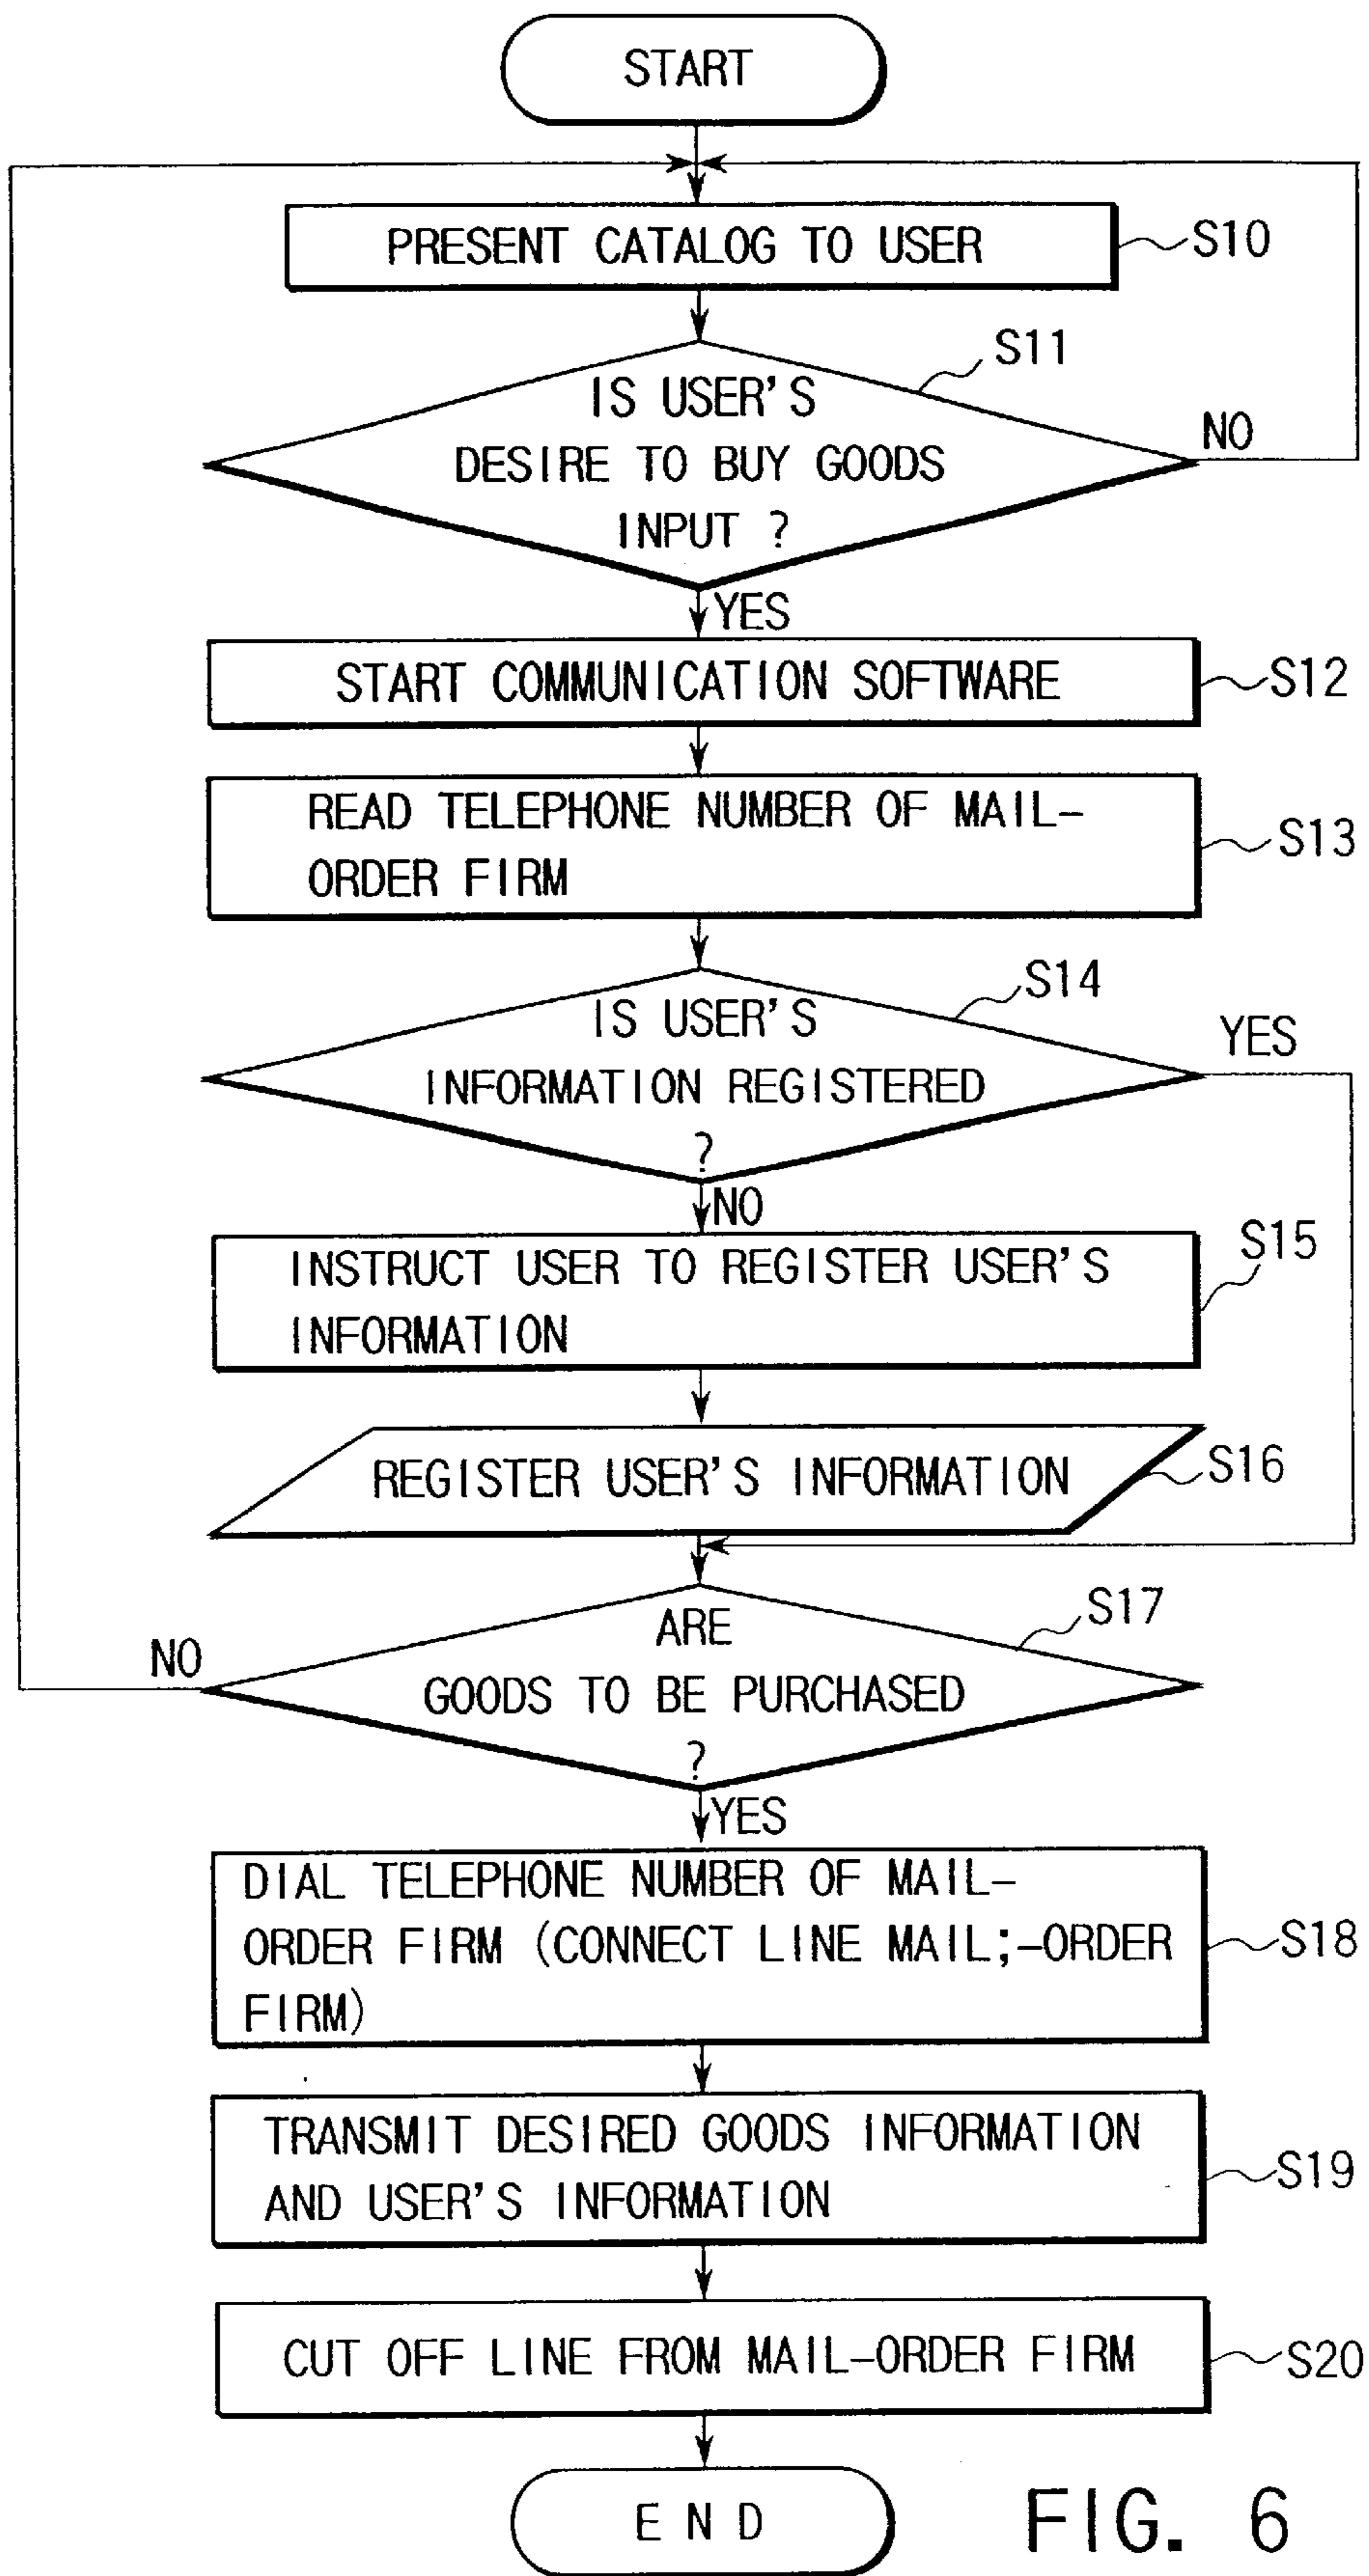 START
PRESENT CATALOG TO USER
S10
S11
IS USER'S
DESIRE TO BUY GOODS
INPUT ?
NO
YES
START COMMUNICATION SOFTWARE
S12
READ TELEPHONE NUMBER OF MAIL-
ORDER FIRM
S13
S14
IS USER'S
INFORMATION REGISTERED
?
YES
NO
INSTRUCT USER TO REGISTER USER'S
INFORMATION
S15
REGISTER USER'S INFORMATION
S16
S17
ARE
GOODS TO BE PURCHASED
?
NO
YES
DIAL TELEPHONE NUMBER OF MAIL-
ORDER FIRM (CONNECT LINE MAIL;-ORDER
FIRM)
S18
TRANSMIT DESIRED GOODS INFORMATION
AND USER'S INFORMATION
S19
CUT OFF LINE FROM MAIL-ORDER FIRM
S20
END
FIG. 6